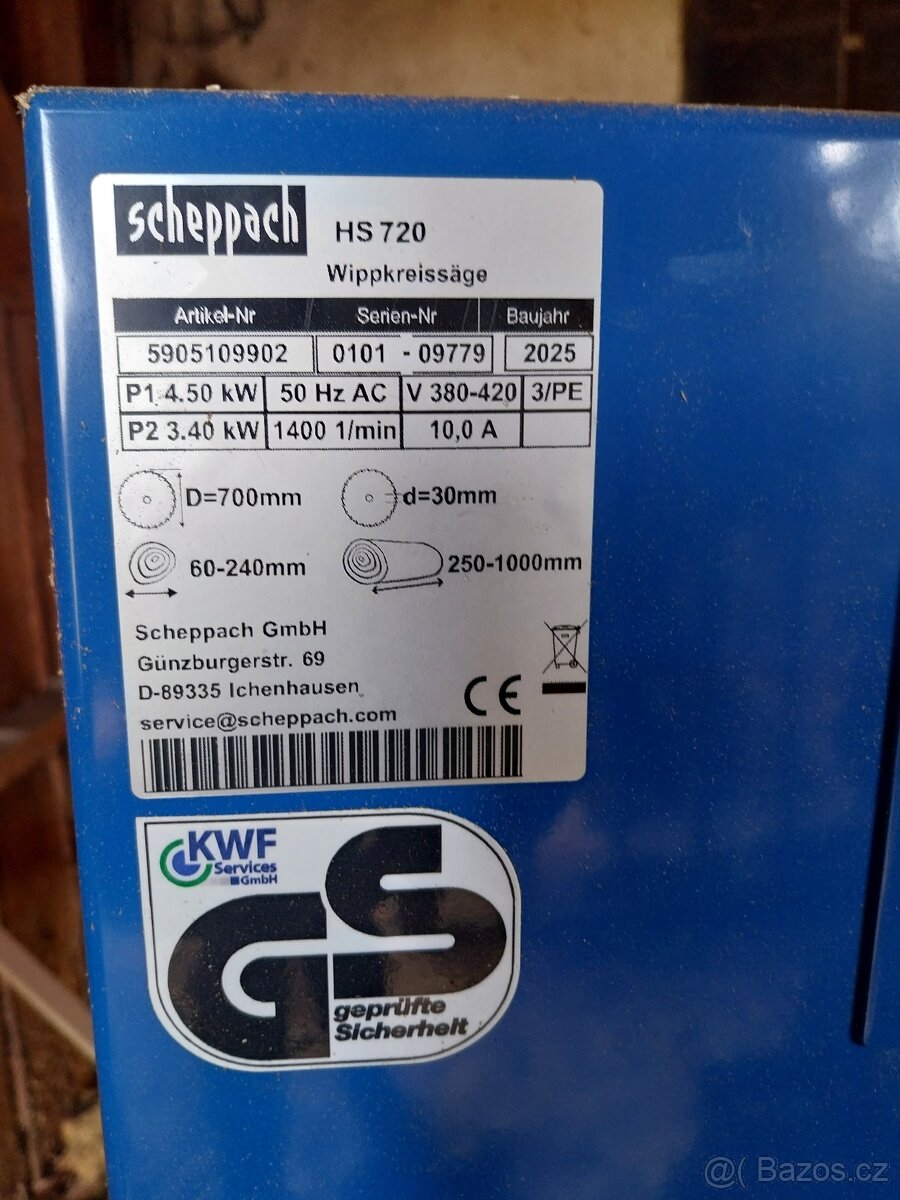 scheppach HS 720
Wippkreissäge
Artikel-Nr Serien-Nr Baujahr
5905109902 0101 - 09779 2025
P1 4.50 kW 50 Hz AC V 380-420 3/PE
P2 3.40 kW 1400 1/min 10,0 A
D=700mm d=30mm
60-240mm 250-1000mm
Scheppach GmbH
Günzburgerstr. 69
D-89335 Ichenhausen
service@scheppach.com
CE
KWF
Services
GmbH
GS
geprüfte
Sicherheit
@( Bazos.cz